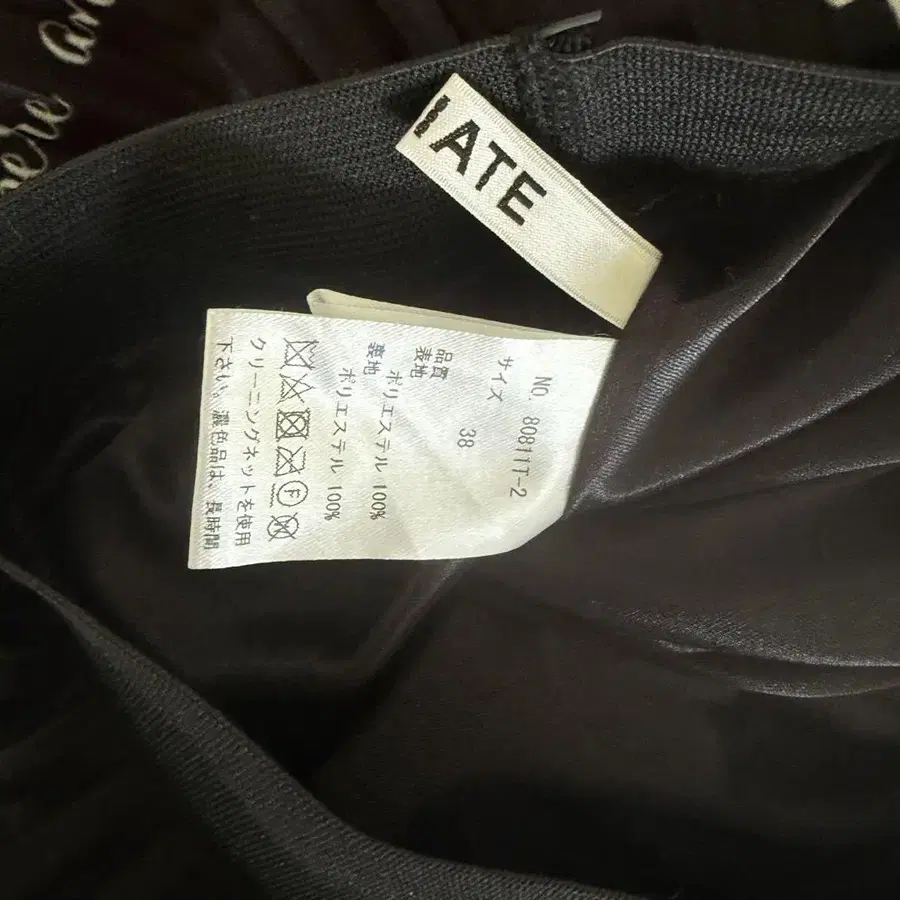 ere an
ATE
NO. 80811T-2
サイズ 38
品質
表地 ポリエステル 100%
裏地 ポリエステル 100%
F
クリーニングネットを使用
下さい。濃色品は、長時間